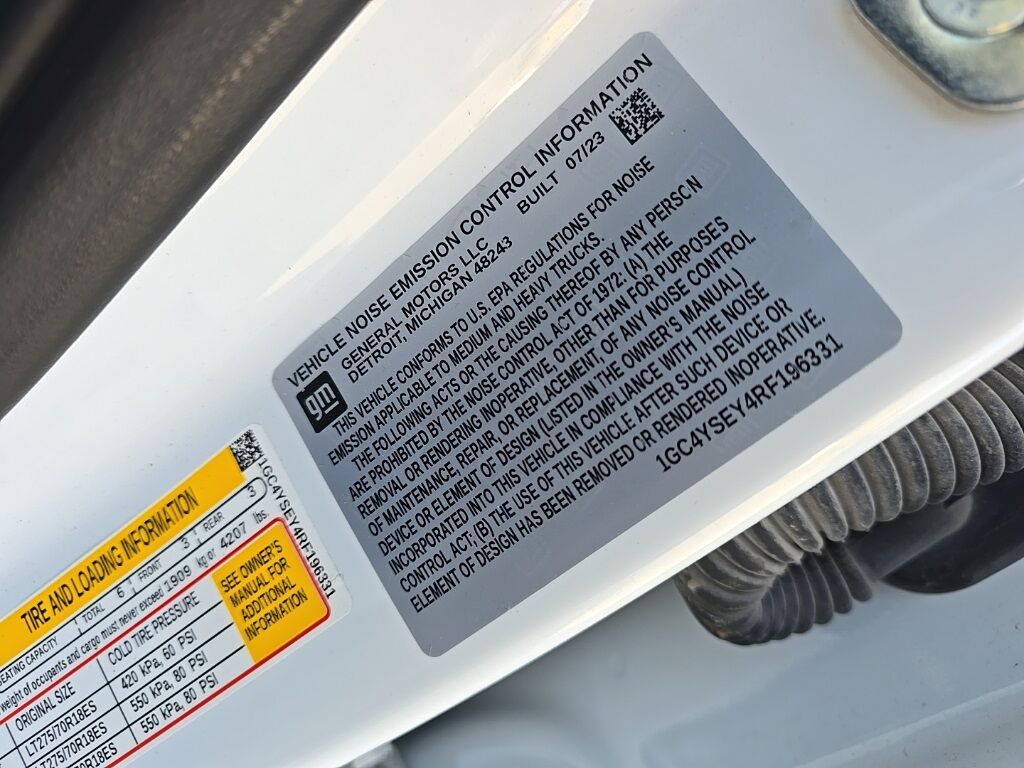 VEHICLE NOISE EMISSION CONTROL INFORMATION
gm
GENERAL MOTORS LLC
DETROIT, MICHIGAN 48243
BUILT 07/23
THIS VEHICLE CONFORMS TO U.S. EPA REGULATIONS FOR NOISE
EMISSION APPLICABLE TO MEDIUM AND HEAVY TRUCKS.
THE FOLLOWING ACTS OR THE CAUSING THEREOF BY ANY PERSON
ARE PROHIBITED BY THE NOISE CONTROL ACT OF 1972: (A) THE
REMOVAL OR RENDERING INOPERATIVE, OTHER THAN FOR PURPOSES
OF MAINTENANCE, REPAIR, OR REPLACEMENT, OF ANY NOISE CONTROL
DEVICE OR ELEMENT OF DESIGN (LISTED IN THE OWNER'S MANUAL)
INCORPORATED INTO THIS VEHICLE IN COMPLIANCE WITH THE NOISE
CONTROL ACT; (B) THE USE OF THIS VEHICLE AFTER SUCH DEVICE OR
ELEMENT OF DESIGN HAS BEEN REMOVED OR RENDERED INOPERATIVE.
1GC4YSEY4RF196331
TIRE AND LOADING INFORMATION
1GC4YSEY4RF196331
SEATING CAPACITY TOTAL 6 FRONT 3 REAR 3
weight of occupants and cargo must never exceed 1909 kg or 4207 lbs.
ORIGINAL SIZE COLD TIRE PRESSURE
LT275/70R18ES 420 kPa, 60 PSI
LT275/70R18ES 550 kPa, 80 PSI
550 kPa, 80 PSI
SEE OWNER'S
MANUAL FOR
ADDITIONAL
INFORMATION